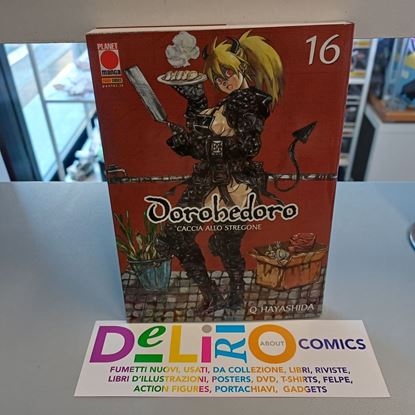 PLANET
manga
16
Dorohedoro
CACCIA ALLO STREGONE
Q HAYASHIDA
DeLiRiO ABOUT COMICS
FUMETTI NUOVI, USATI, DA COLLEZIONE, LIBRI, RIVISTE,
LIBRI D'ILLUSTRAZIONI, POSTERS, DVD, T-SHIRTS, FELPE,
ACTION FIGURES, PORTACHIAVI, GADGETS